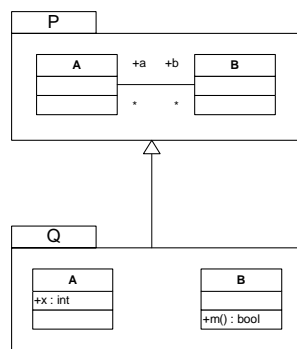 P
A +a +b B
* *
Q
A B
+x : int
+m() : bool